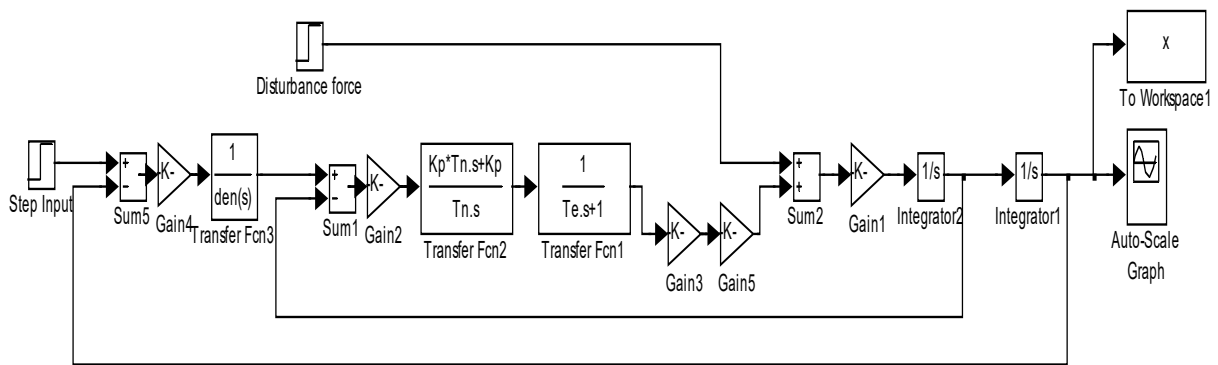 x
To Workspace1
Disturbance force
Step Input
+
−
Sum5
-K-
Gain4
1
den(s)
Transfer Fcn3
+
−
Sum1
-K-
Gain2
Kp*Tn.s+Kp
Tn.s
Transfer Fcn2
1
Te.s+1
Transfer Fcn1
-K-
Gain3
-K-
Gain5
+
+
Sum2
-K-
Gain1
1/s
Integrator2
1/s
Integrator1
Auto-Scale
Graph